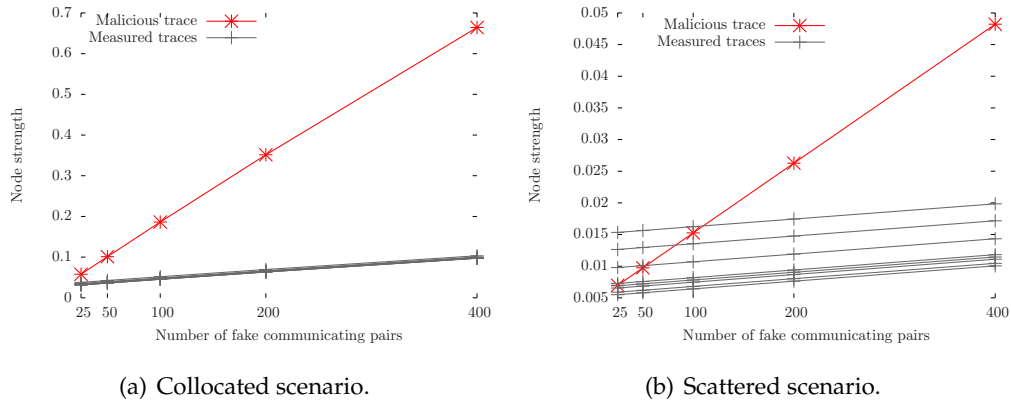 0.7
0.6
0.5
0.4
0.3
0.2
0.1
0
Node strength
Malicious trace
Measured traces
25 50 100 200 400
Number of fake communicating pairs
(a) Collocated scenario.
0.05
0.045
0.04
0.035
0.03
0.025
0.02
0.015
0.01
0.005
Node strength
Malicious trace
Measured traces
25 50 100 200 400
Number of fake communicating pairs
(b) Scattered scenario.